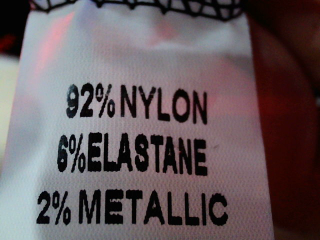 92% NYLON
6% ELASTANE
2% METALLIC